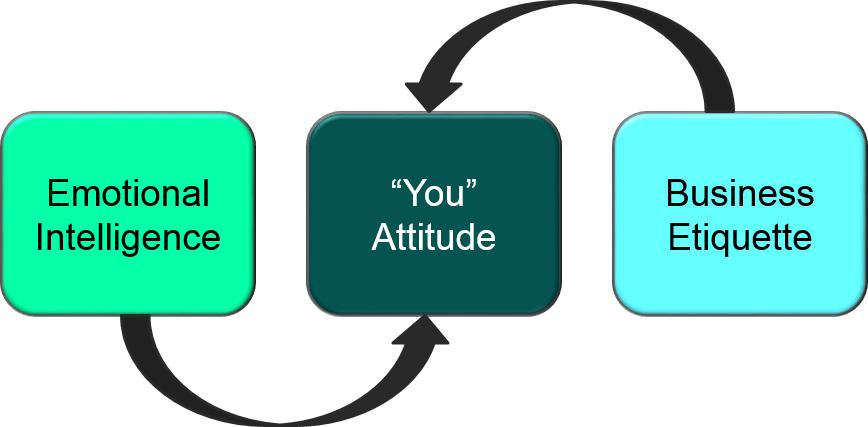 Emotional
Intelligence
“You”
Attitude
Business
Etiquette